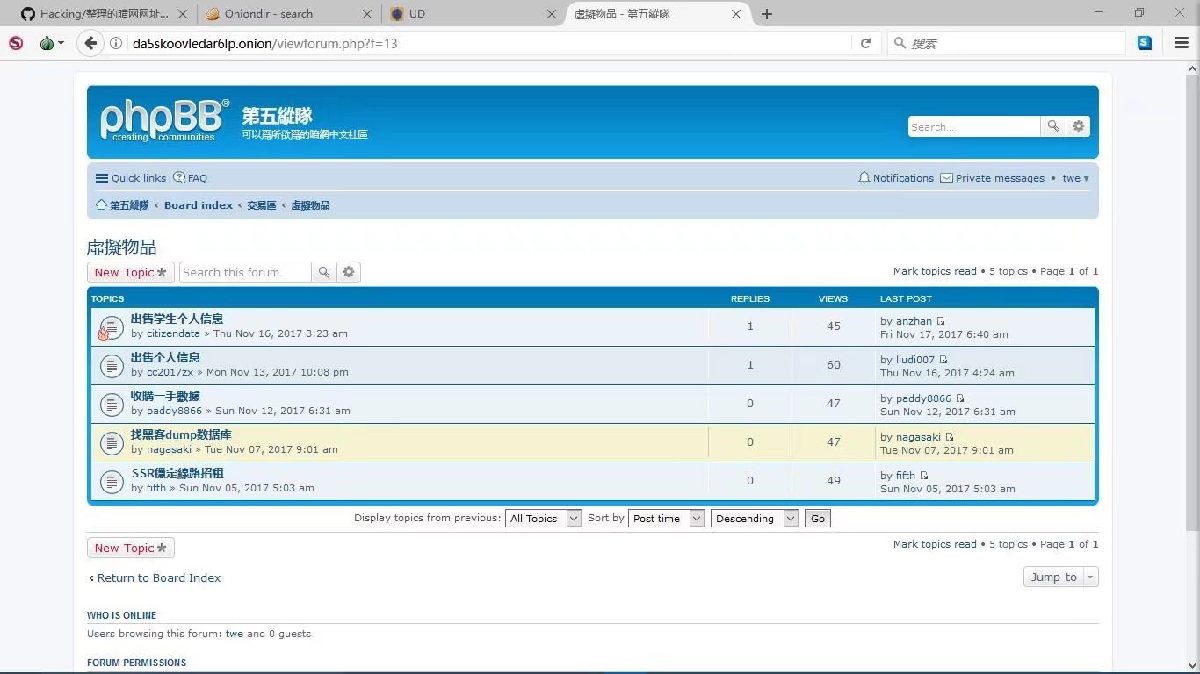 Hacking/整理的暗网网址...
Oniondir - search
UD
虛擬物品 - 第五縱隊
da5skoovledar6lp.onion/viewforum.php?f=13
搜索
phpBB®
creating communities
第五縱隊
可以爲所欲爲的暗網中文社區
Search...
Quick links FAQ
Notifications Private messages • twe
第五縱隊 ‹ Board index ‹ 交易區 ‹ 虛擬物品
虛擬物品
New Topic
Search this forum...
Mark topics read • 5 topics • Page 1 of 1
TOPICS REPLIES VIEWS LAST POST
出售学生个人信息
by citizendata » Thu Nov 16, 2017 3:23 am
1 45
by anzhan
Fri Nov 17, 2017 6:40 am
出售个人信息
by cc2017zx » Mon Nov 13, 2017 10:08 pm
1 60
by liudi007
Thu Nov 16, 2017 4:24 am
收購一手數據
by paddy8866 » Sun Nov 12, 2017 6:31 am
0 47
by paddy8866
Sun Nov 12, 2017 6:31 am
找黑客dump数据库
by nagasaki » Tue Nov 07, 2017 9:01 am
0 47
by nagasaki
Tue Nov 07, 2017 9:01 am
SSR穩定線路招租
by fifth » Sun Nov 05, 2017 5:03 am
0 49
by fifth
Sun Nov 05, 2017 5:03 am
Display topics from previous: All Topics Sort by Post time Descending Go
New Topic
Mark topics read • 5 topics • Page 1 of 1
‹ Return to Board Index
Jump to
WHO IS ONLINE
Users browsing this forum: twe and 0 guests
FORUM PERMISSIONS